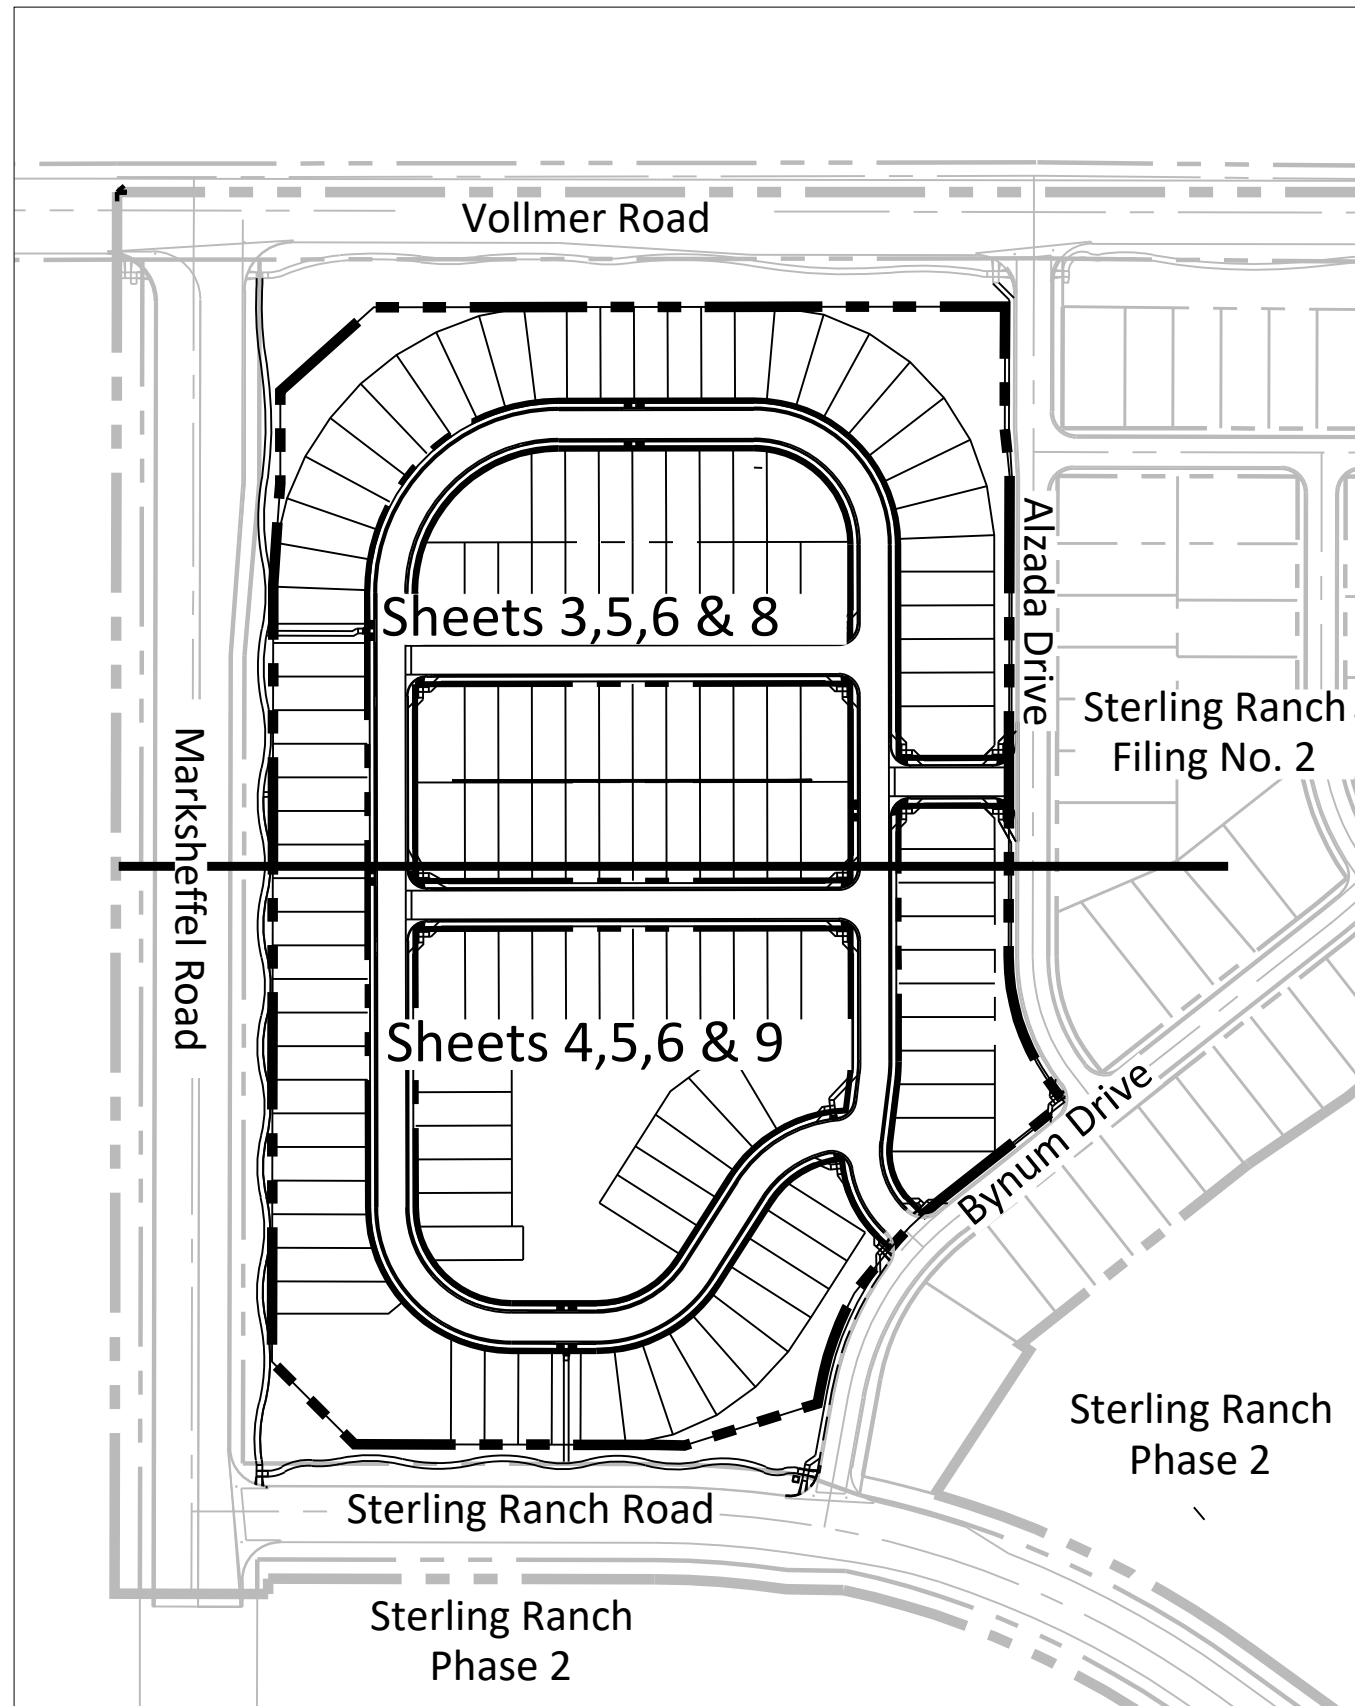 Vollmer Road
Alzada Drive
Sheets 3,5,6 & 8
Sterling Ranch
Filing No. 2
Marksheffel Road
Sheets 4,5,6 & 9
Bynum Drive
Sterling Ranch
Phase 2
Sterling Ranch Road
Sterling Ranch
Phase 2